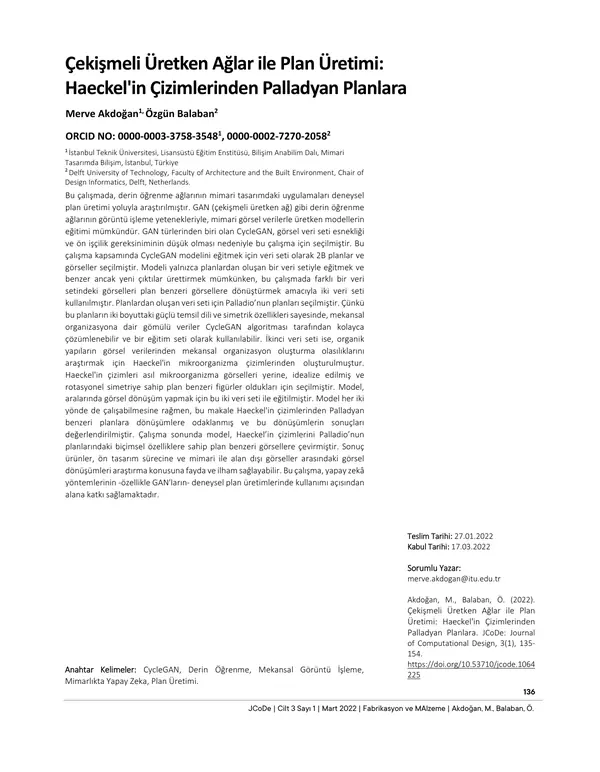 Çekişmeli Üretken Ağlar ile Plan Üretimi:
Haeckel'in Çizimlerinden Palladyan Planlara
Merve Akdoğan1, Özgün Balaban2
ORCID NO: 0000-0003-3758-35481, 0000-0002-7270-20582
1 İstanbul Teknik Üniversitesi, Lisansüstü Eğitim Enstitüsü, Bilişim Anabilim Dalı, Mimari
Tasarımda Bilişim, İstanbul, Türkiye
2 Delft University of Technology, Faculty of Architecture and the Built Environment, Chair of
Design Informatics, Delft, Netherlands.
Bu çalışmada, derin öğrenme ağlarının mimari tasarımdaki uygulamaları deneysel
plan üretimi yoluyla araştırılmıştır. GAN (çekişmeli üretken ağ) gibi derin öğrenme
ağlarının görüntü işleme yetenekleriyle, mimari görsel verilerle üretken modellerin
eğitimi mümkündür. GAN türlerinden biri olan CycleGAN, görsel veri seti esnekliği
ve ön işçilik gereksiniminin düşük olması nedeniyle bu çalışma için seçilmiştir. Bu
çalışma kapsamında CycleGAN modelini eğitmek için veri seti olarak 2B planlar ve
görseller seçilmiştir. Modeli yalnızca planlardan oluşan bir veri setiyle eğitmek ve
benzer ancak yeni çıktılar ürettirmek mümkünken, bu çalışmada farklı bir veri
setindeki görselleri plan benzeri görsellere dönüştürmek amacıyla iki veri seti
kullanılmıştır. Planlardan oluşan veri seti için Palladio’nun planları seçilmiştir. Çünkü
bu planların iki boyuttaki güçlü temsil dili ve simetrik özellikleri sayesinde, mekansal
organizasyona dair gömülü veriler CycleGAN algoritması tarafından kolayca
çözümlenebilir ve bir eğitim seti olarak kullanılabilir. İkinci veri seti ise, organik
yapıların görsel verilerinden mekansal organizasyon oluşturma olasılıklarını
araştırmak için Haeckel'in mikroorganizma çizimlerinden oluşturulmuştur.
Haeckel'in çizimleri asıl mikroorganizma görselleri yerine, idealize edilmiş ve
rotasyonel simetriye sahip plan benzeri figürler oldukları için seçilmiştir. Model,
aralarında görsel dönüşüm yapmak için bu iki veri seti ile eğitilmiştir. Model her iki
yönde de çalışabilmesine rağmen, bu makale Haeckel'in çizimlerinden Palladyan
benzeri planlara dönüşümlere odaklanmış ve bu dönüşümlerin sonuçları
değerlendirilmiştir. Çalışma sonunda model, Haeckel’in çizimlerini Palladio’nun
planlarındaki biçimsel özelliklere sahip plan benzeri görsellere çevirmiştir. Sonuç
ürünler, ön tasarım sürecine ve mimari ile alan dışı görseller arasındaki görsel
dönüşümleri araştırma konusuna fayda ve ilham sağlayabilir. Bu çalışma, yapay zekâ
yöntemlerinin -özellikle GAN'ların- deneysel plan üretimlerinde kullanımı açısından
alana katkı sağlamaktadır.
Teslim Tarihi: 27.01.2022
Kabul Tarihi: 17.03.2022
Sorumlu Yazar:
merve.akdogan@itu.edu.tr
Akdoğan, M., Balaban, Ö. (2022).
Çekişmeli Üretken Ağlar ile Plan
Üretimi: Haeckel'in Çizimlerinden
Palladyan Planlara. JCoDe: Journal
of Computational Design, 3(1), 135-
154.
https://doi.org/10.53710/jcode.1064
225
Anahtar Kelimeler: CycleGAN, Derin Öğrenme, Mekansal Görüntü İşleme,
Mimarlıkta Yapay Zeka, Plan Üretimi.
136
JCoDe | Cilt 3 Sayı 1 | Mart 2022 | Fabrikasyon ve MAlzeme | Akdoğan, M., Balaban, Ö.